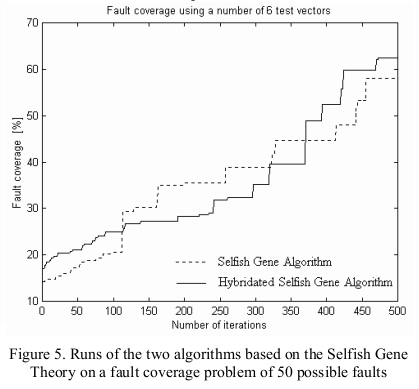 Fault coverage using a number of 6 test vectors
70
60
50
40
30
20
10
Fault coverage [%]
Selfish Gene Algorithm
Hybridated Selfish Gene Algorithm
0 50 100 150 200 250 300 350 400 450 500
Number of iterations
Figure 5. Runs of the two algorithms based on the Selfish Gene
Theory on a fault coverage problem of 50 possible faults